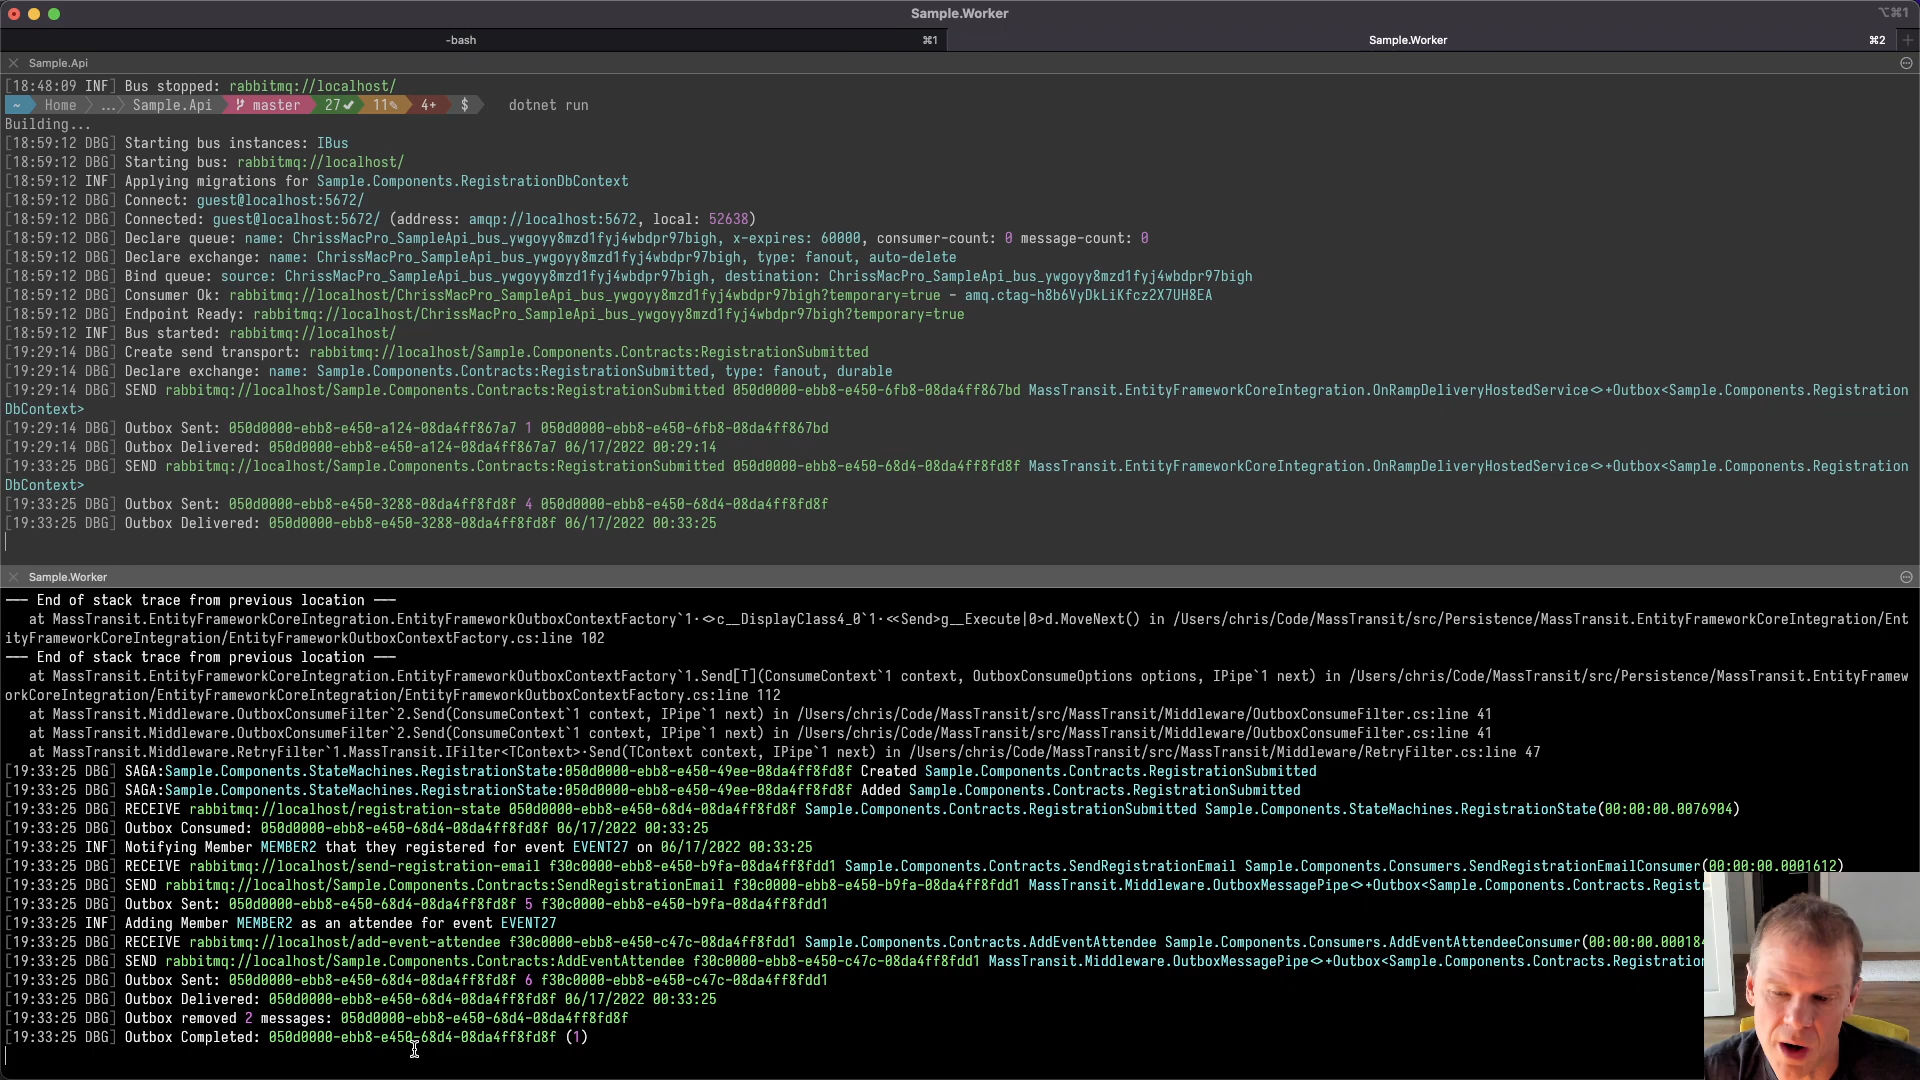 Sample.Worker
⌥⌘1
-bash
⌘1
Sample.Worker
⌘2
Sample.Api
[18:48:09 INF] Bus stopped: rabbitmq://localhost/
~ Home ... Sample.Api master 27✔ 11✎ 4+ $ dotnet run
Building...
[18:59:12 DBG] Starting bus instances: IBus
[18:59:12 DBG] Starting bus: rabbitmq://localhost/
[18:59:12 INF] Applying migrations for Sample.Components.RegistrationDbContext
[18:59:12 DBG] Connect: guest@localhost:5672/
[18:59:12 DBG] Connected: guest@localhost:5672/ (address: amqp://localhost:5672, local: 52638)
[18:59:12 DBG] Declare queue: name: ChrissMacPro_SampleApi_bus_ywgoyy8mzd1fyj4wbdpr97bigh, x-expires: 60000, consumer-count: 0 message-count: 0
[18:59:12 DBG] Declare exchange: name: ChrissMacPro_SampleApi_bus_ywgoyy8mzd1fyj4wbdpr97bigh, type: fanout, auto-delete
[18:59:12 DBG] Bind queue: source: ChrissMacPro_SampleApi_bus_ywgoyy8mzd1fyj4wbdpr97bigh, destination: ChrissMacPro_SampleApi_bus_ywgoyy8mzd1fyj4wbdpr97bigh
[18:59:12 DBG] Consumer Ok: rabbitmq://localhost/ChrissMacPro_SampleApi_bus_ywgoyy8mzd1fyj4wbdpr97bigh?temporary=true - amq.ctag-h8b6VyDkLiKfcz2X7UH8EA
[18:59:12 DBG] Endpoint Ready: rabbitmq://localhost/ChrissMacPro_SampleApi_bus_ywgoyy8mzd1fyj4wbdpr97bigh?temporary=true
[18:59:12 INF] Bus started: rabbitmq://localhost/
[19:29:14 DBG] Create send transport: rabbitmq://localhost/Sample.Components.Contracts:RegistrationSubmitted
[19:29:14 DBG] Declare exchange: name: Sample.Components.Contracts:RegistrationSubmitted, type: fanout, durable
[19:29:14 DBG] SEND rabbitmq://localhost/Sample.Components.Contracts:RegistrationSubmitted 050d0000-ebb8-e450-6fb8-08da4ff867bd MassTransit.EntityFrameworkCoreIntegration.OnRampDeliveryHostedService<>+Outbox<Sample.Components.Registration
DbContext>
[19:29:14 DBG] Outbox Sent: 050d0000-ebb8-e450-a124-08da4ff867a7 1 050d0000-ebb8-e450-6fb8-08da4ff867bd
[19:29:14 DBG] Outbox Delivered: 050d0000-ebb8-e450-a124-08da4ff867a7 06/17/2022 00:29:14
[19:33:25 DBG] SEND rabbitmq://localhost/Sample.Components.Contracts:RegistrationSubmitted 050d0000-ebb8-e450-68d4-08da4ff8fd8f MassTransit.EntityFrameworkCoreIntegration.OnRampDeliveryHostedService<>+Outbox<Sample.Components.Registration
DbContext>
[19:33:25 DBG] Outbox Sent: 050d0000-ebb8-e450-3288-08da4ff8fd8f 4 050d0000-ebb8-e450-68d4-08da4ff8fd8f
[19:33:25 DBG] Outbox Delivered: 050d0000-ebb8-e450-3288-08da4ff8fd8f 06/17/2022 00:33:25
Sample.Worker
--- End of stack trace from previous location ---
at MassTransit.EntityFrameworkCoreIntegration.EntityFrameworkOutboxContextFactory`1.<>c__DisplayClass4_0`1.<<Send>g__Execute|0>d.MoveNext() in /Users/chris/Code/MassTransit/src/Persistence/MassTransit.EntityFrameworkCoreIntegration/Ent
ityFrameworkCoreIntegration/EntityFrameworkOutboxContextFactory.cs:line 102
--- End of stack trace from previous location ---
at MassTransit.EntityFrameworkCoreIntegration.EntityFrameworkOutboxContextFactory`1.Send[T](ConsumeContext`1 context, OutboxConsumeOptions options, IPipe`1 next) in /Users/chris/Code/MassTransit/src/Persistence/MassTransit.EntityFramew
orkCoreIntegration/EntityFrameworkCoreIntegration/EntityFrameworkOutboxContextFactory.cs:line 112
at MassTransit.Middleware.OutboxConsumeFilter`2.Send(ConsumeContext`1 context, IPipe`1 next) in /Users/chris/Code/MassTransit/src/MassTransit/Middleware/OutboxConsumeFilter.cs:line 41
at MassTransit.Middleware.OutboxConsumeFilter`2.Send(ConsumeContext`1 context, IPipe`1 next) in /Users/chris/Code/MassTransit/src/MassTransit/Middleware/OutboxConsumeFilter.cs:line 41
at MassTransit.Middleware.RetryFilter`1.MassTransit.IFilter<TContext>.Send(TContext context, IPipe`1 next) in /Users/chris/Code/MassTransit/src/MassTransit/Middleware/RetryFilter.cs:line 47
[19:33:25 DBG] SAGA:Sample.Components.StateMachines.RegistrationState:050d0000-ebb8-e450-49ee-08da4ff8fd8f Created Sample.Components.Contracts.RegistrationSubmitted
[19:33:25 DBG] SAGA:Sample.Components.StateMachines.RegistrationState:050d0000-ebb8-e450-49ee-08da4ff8fd8f Added Sample.Components.Contracts.RegistrationSubmitted
[19:33:25 DBG] RECEIVE rabbitmq://localhost/registration-state 050d0000-ebb8-e450-68d4-08da4ff8fd8f Sample.Components.Contracts.RegistrationSubmitted Sample.Components.StateMachines.RegistrationState(00:00:00.0076904)
[19:33:25 DBG] Outbox Consumed: 050d0000-ebb8-e450-68d4-08da4ff8fd8f 06/17/2022 00:33:25
[19:33:25 INF] Notifying Member MEMBER2 that they registered for event EVENT27 on 06/17/2022 00:33:25
[19:33:25 DBG] RECEIVE rabbitmq://localhost/send-registration-email f30c0000-ebb8-e450-b9fa-08da4ff8fdd1 Sample.Components.Contracts.SendRegistrationEmail Sample.Components.Consumers.SendRegistrationEmailConsumer(00:00:00.0001612)
[19:33:25 DBG] SEND rabbitmq://localhost/Sample.Components.Contracts:SendRegistrationEmail f30c0000-ebb8-e450-b9fa-08da4ff8fdd1 MassTransit.Middleware.OutboxMessagePipe<>+Outbox<Sample.Components.Contracts.Registr
[19:33:25 DBG] Outbox Sent: 050d0000-ebb8-e450-68d4-08da4ff8fd8f 5 f30c0000-ebb8-e450-b9fa-08da4ff8fdd1
[19:33:25 INF] Adding Member MEMBER2 as an attendee for event EVENT27
[19:33:25 DBG] RECEIVE rabbitmq://localhost/add-event-attendee f30c0000-ebb8-e450-c47c-08da4ff8fdd1 Sample.Components.Contracts.AddEventAttendee Sample.Components.Consumers.AddEventAttendeeConsumer(00:00:00.000184
[19:33:25 DBG] SEND rabbitmq://localhost/Sample.Components.Contracts:AddEventAttendee f30c0000-ebb8-e450-c47c-08da4ff8fdd1 MassTransit.Middleware.OutboxMessagePipe<>+Outbox<Sample.Components.Contracts.Registration
[19:33:25 DBG] Outbox Sent: 050d0000-ebb8-e450-68d4-08da4ff8fd8f 6 f30c0000-ebb8-e450-c47c-08da4ff8fdd1
[19:33:25 DBG] Outbox Delivered: 050d0000-ebb8-e450-68d4-08da4ff8fd8f 06/17/2022 00:33:25
[19:33:25 DBG] Outbox removed 2 messages: 050d0000-ebb8-e450-68d4-08da4ff8fd8f
[19:33:25 DBG] Outbox Completed: 050d0000-ebb8-e450-68d4-08da4ff8fd8f (1)